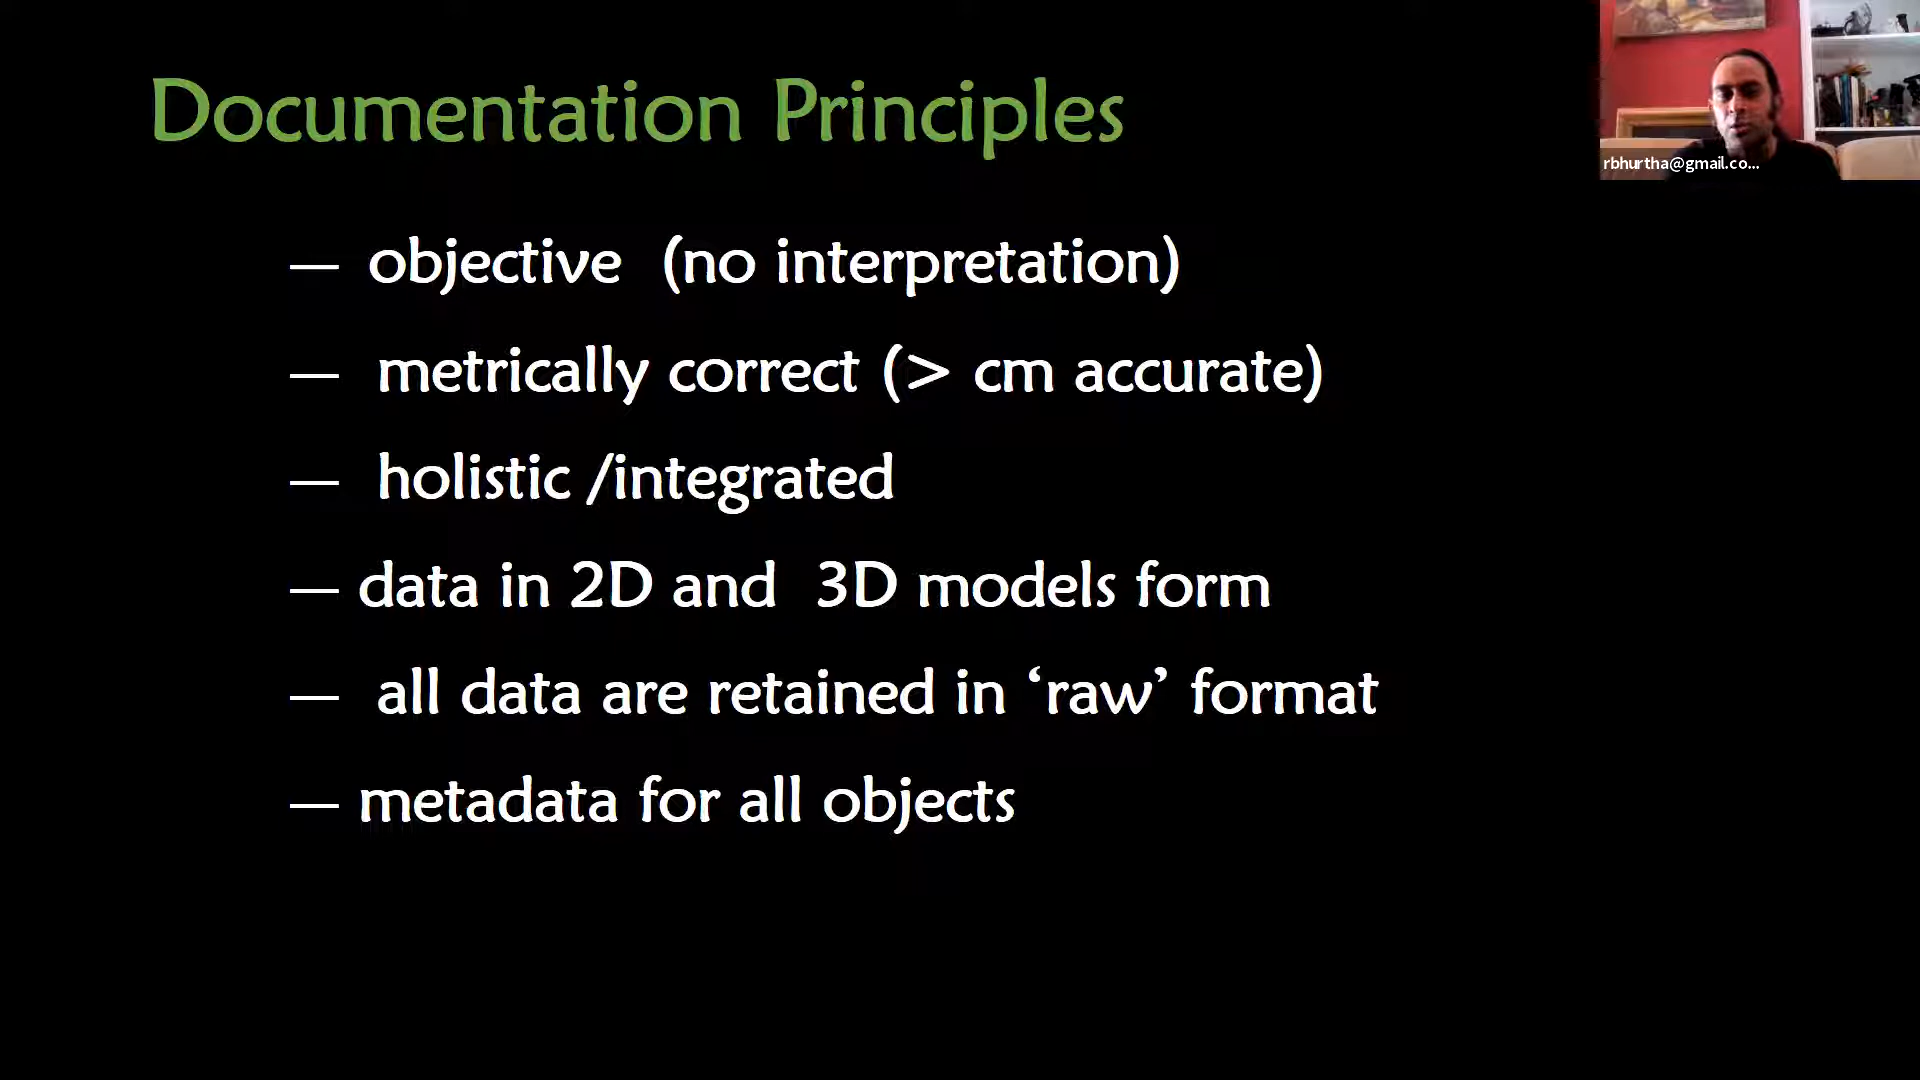 Documentation Principles
rbhurtha@gmail.co...
— objective (no interpretation)
— metrically correct (> cm accurate)
— holistic /integrated
— data in 2D and 3D models form
— all data are retained in ‘raw’ format
— metadata for all objects